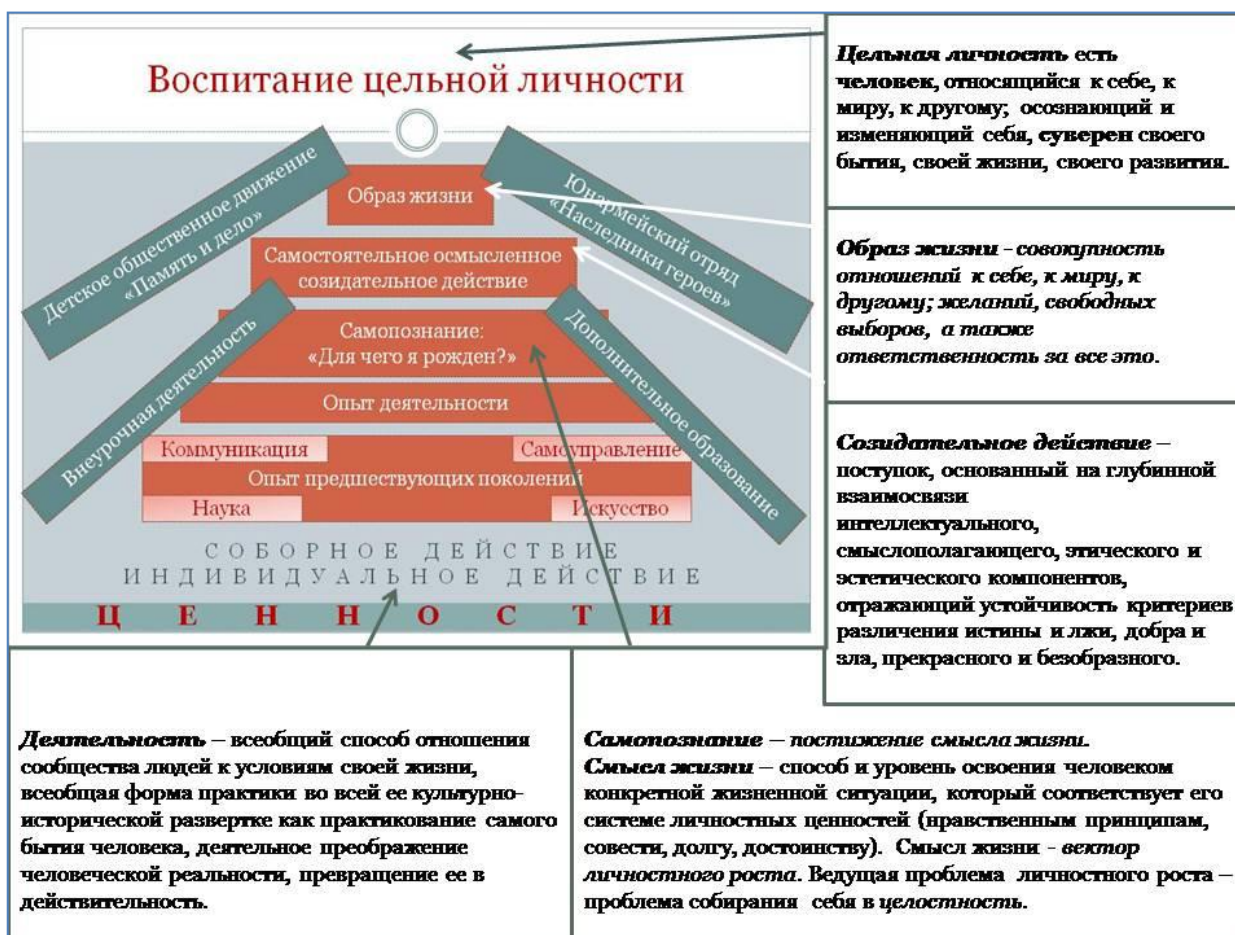 Воспитание цельной личности
Детское общественное движение
«Память и дело»
Юнармейский отряд
«Наследники героев»
Образ жизни
Самостоятельное осмысленное
созидательное действие
Внеурочная деятельность
Дополнительное образование
Самопознание:
«Для чего я рожден?»
Опыт деятельности
Коммуникация
Самоуправление
Опыт предшествующих поколений
Наука
Искусство
СОБОРНОЕ ДЕЙСТВИЕ
ИНДИВИДУАЛЬНОЕ ДЕЙСТВИЕ
ЦЕННОСТИ
Цельная личность есть
человек, относящийся к себе, к
миру, к другому; осознающий и
изменяющий себя, суверен своего
бытия, своей жизни, своего развития.
Образ жизни - совокупность
отношений к себе, к миру, к
другому; желаний, свободных
выборов, а также
ответственность за все это.
Созидательное действие –
поступок, основанный на глубинной
взаимосвязи
интеллектуального,
смыслополагающего, этического и
эстетического компонентов,
отражающий устойчивость критериев
различения истины и лжи, добра и
зла, прекрасного и безобразного.
Деятельность – всеобщий способ отношения
сообщества людей к условиям своей жизни,
всеобщая форма практики во всей ее культурно-
исторической развертке как практикование самого
бытия человека, деятельное преображение
человеческой реальности, превращение ее в
действительность.
Самопознание – постижение смысла жизни.
Смысл жизни – способ и уровень освоения человеком
конкретной жизненной ситуации, который соответствует его
системе личностных ценностей (нравственным принципам,
совести, долгу, достоинству). Смысл жизни - вектор
личностного роста. Ведущая проблема личностного роста –
проблема собирания себя в целостность.